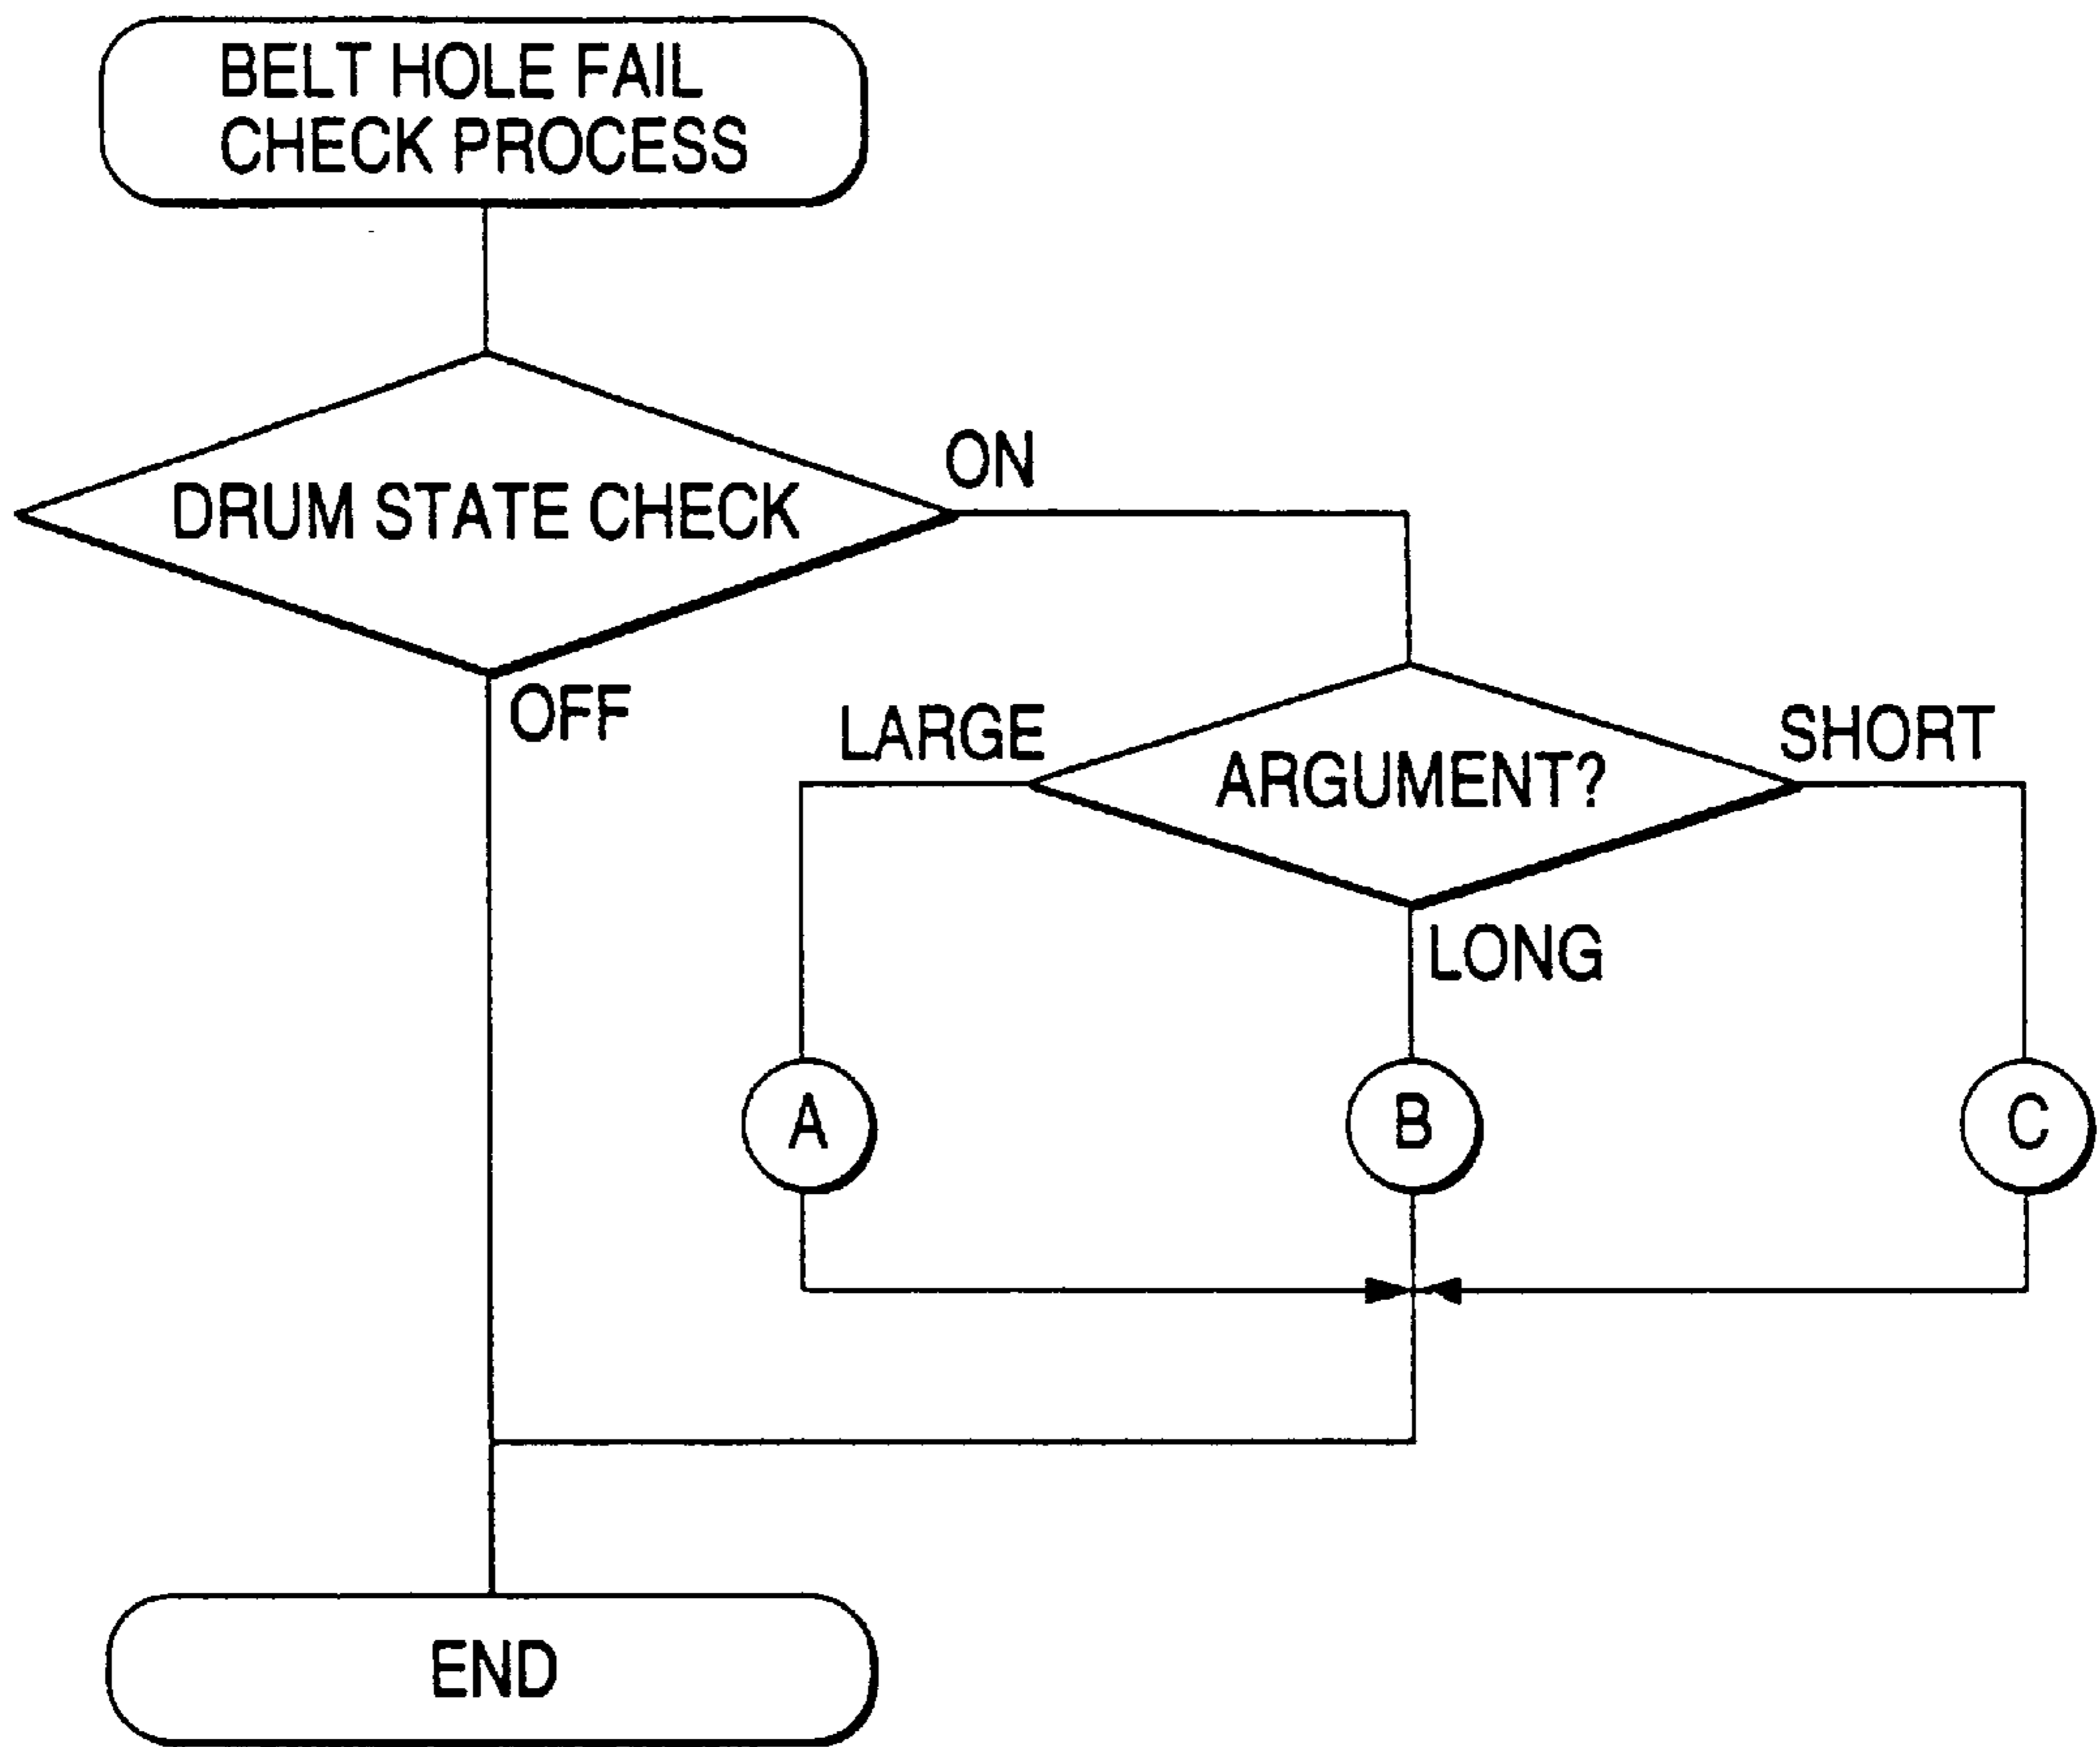 BELT HOLE FAIL
CHECK PROCESS
DRUM STATE CHECK
ON
OFF
LARGE
ARGUMENT?
SHORT
LONG
A
B
C
END